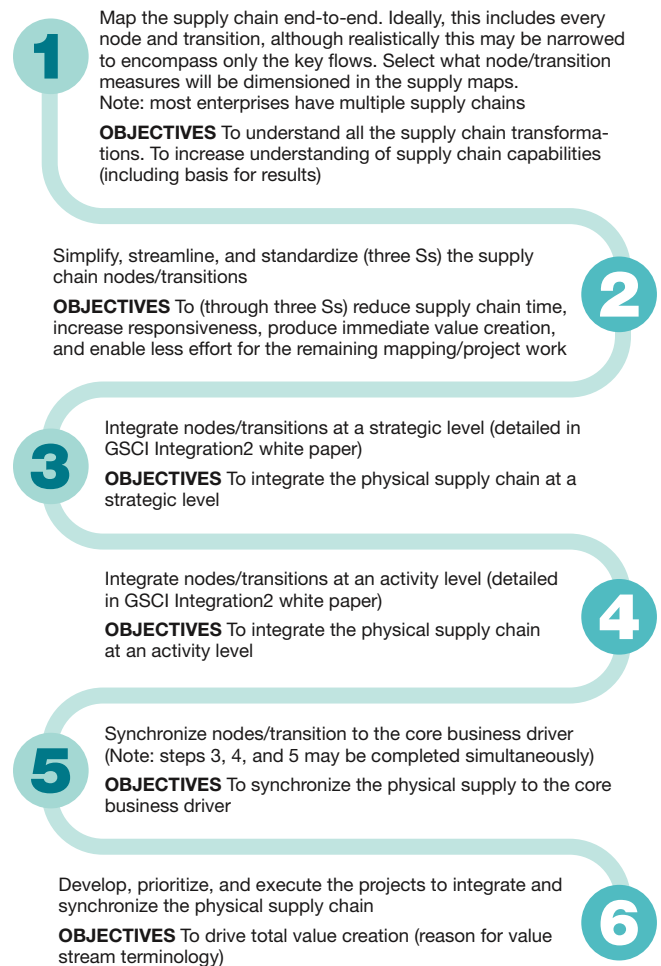 1
Map the supply chain end-to-end. Ideally, this includes every
node and transition, although realistically this may be narrowed
to encompass only the key flows. Select what node/transition
measures will be dimensioned in the supply maps.
Note: most enterprises have multiple supply chains
OBJECTIVES To understand all the supply chain transforma-
tions. To increase understanding of supply chain capabilities
(including basis for results)
2
Simplify, streamline, and standardize (three Ss) the supply
chain nodes/transitions
OBJECTIVES To (through three Ss) reduce supply chain time,
increase responsiveness, produce immediate value creation,
and enable less effort for the remaining mapping/project work
3
Integrate nodes/transitions at a strategic level (detailed in
GSCI Integration2 white paper)
OBJECTIVES To integrate the physical supply chain at a
strategic level
4
Integrate nodes/transitions at an activity level (detailed
in GSCI Integration2 white paper)
OBJECTIVES To integrate the physical supply chain
at an activity level
5
Synchronize nodes/transition to the core business driver
(Note: steps 3, 4, and 5 may be completed simultaneously)
OBJECTIVES To synchronize the physical supply to the core
business driver
6
Develop, prioritize, and execute the projects to integrate and
synchronize the physical supply chain
OBJECTIVES To drive total value creation (reason for value
stream terminology)